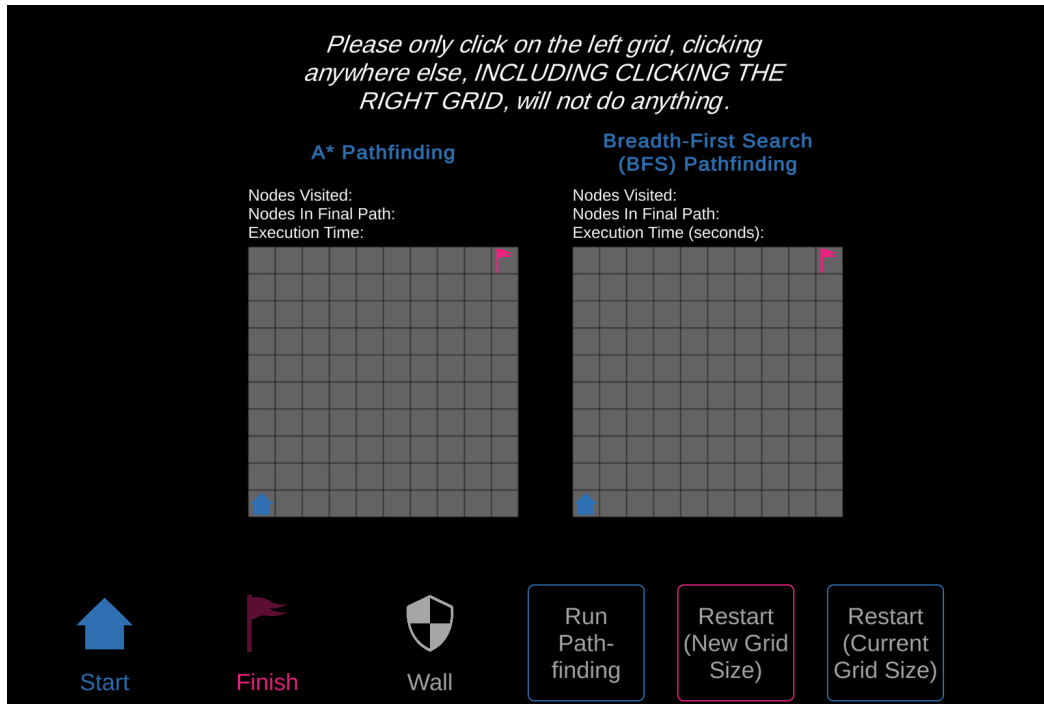 Please only click on the left grid, clicking
anywhere else, INCLUDING CLICKING THE
RIGHT GRID, will not do anything.
A* Pathfinding
Nodes Visited:
Nodes In Final Path:
Execution Time:
Breadth-First Search
(BFS) Pathfinding
Nodes Visited:
Nodes In Final Path:
Execution Time (seconds):
Start
Finish
Wall
Run
Path-
finding
Restart
(New Grid
Size)
Restart
(Current
Grid Size)